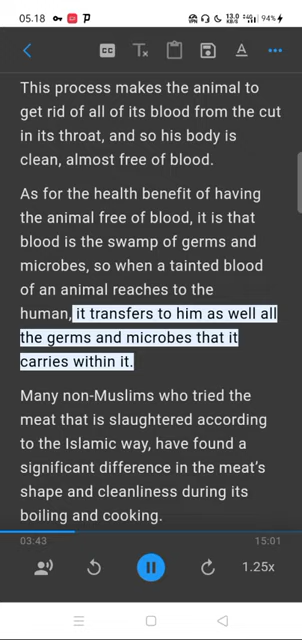 05.18
13.0
KB/s
4G
94%
This process makes the animal to
get rid of all of its blood from the cut
in its throat, and so his body is
clean, almost free of blood.
As for the health benefit of having
the animal free of blood, it is that
blood is the swamp of germs and
microbes, so when a tainted blood
of an animal reaches to the
human, it transfers to him as well all
the germs and microbes that it
carries within it.
Many non-Muslims who tried the
meat that is slaughtered according
to the Islamic way, have found a
significant difference in the meat's
shape and cleanliness during its
boiling and cooking.
03:43
15:01
1.25x